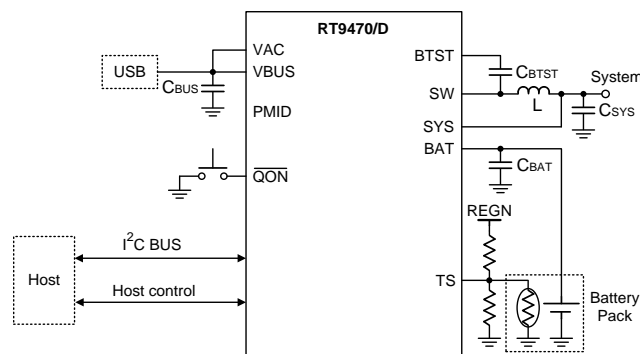 RT9470/D
VAC
VBUS
PMID
QON
USB
CBUS
BTST
SW
SYS
BAT
TS
CBTST
L
System
CSYS
CBAT
REGN
Battery
Pack
Host
I2C BUS
Host control